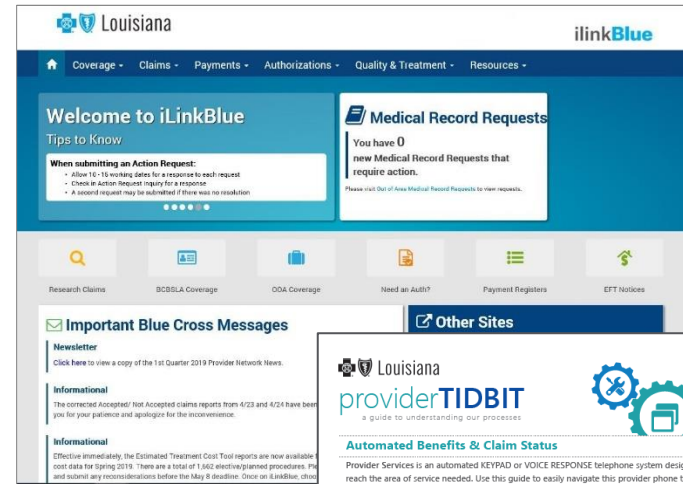 Louisiana
ilinkBlue
Coverage - Claims - Payments - Authorizations - Quality & Treatment - Resources -
Welcome to iLinkBlue
Tips to Know
When submitting an Action Request:
• Allow 10 - 15 working dates for a response to each request
• Check in Action Request Inquiry for a response
• A second request may be submitted if there was no resolution
Medical Record Requests
You have 0
new Medical Record Requests that
require action.
Please visit Out of Area Medical Record Requests to view requests.
Research Claims
BCBSLA Coverage
OOA Coverage
Need an Auth?
Payment Registers
EFT Notices
Important Blue Cross Messages
Newsletter
Click here to view a copy of the 1st Quarter 2019 Provider Network News.
Informational
The corrected Accepted/ Not Accepted claims reports from 4/23 and 4/24 have been
you for your patience and apologize for the inconvenience.
Informational
Effective immediately, the Estimated Treatment Cost Tool reports are now available
cost data for Spring 2019. There are a total of 1,662 elective/planned procedures.
and submit any reconsiderations before the May 8 deadline. Once on iLinkBlue,
Other Sites
Louisiana
providerTIDBIT
a guide to understanding our processes
Automated Benefits & Claim Status
Provider Services is an automated KEYPAD or VOICE RESPONSE telephone system
reach the area of service needed. Use this guide to easily navigate this provider phone